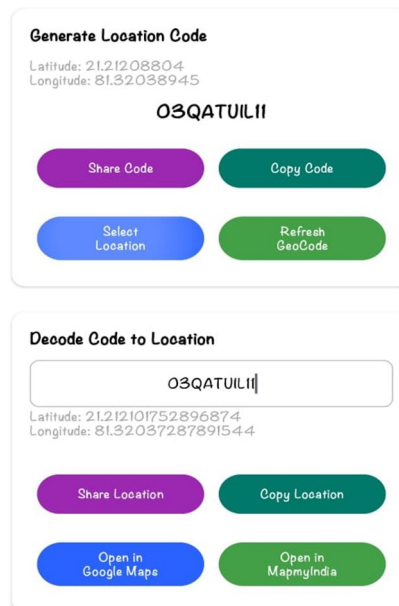 Generate Location Code
Latitude: 21.21208804
Longitude: 81.32038945
O3QATUIL11
Share Code
Copy Code
Select
Location
Refresh
GeoCode
Decode Code to Location
O3QATUIL11
Latitude: 21.212101752896874
Longitude: 81.32037287891544
Share Location
Copy Location
Open in
Google Maps
Open in
MapmyIndia